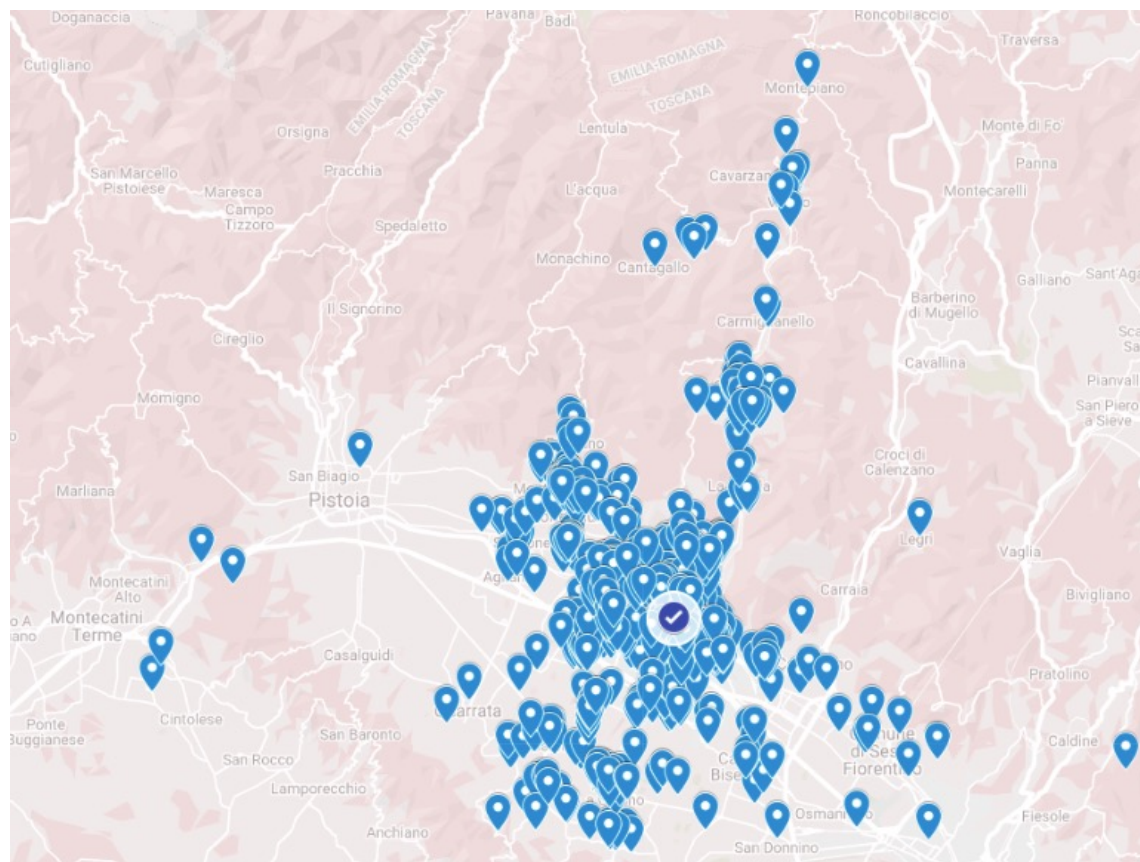 Doganaccia
Pavana
Badi
Roncobilaccio
Traversa
Cutigliano
EMILIA-ROMAGNA
TOSCANA
EMILIA-ROMAGNA
TOSCANA
Montepiano
Orsigna
Lentula
Monte di Fo'
San Marcello
Pistoiese
Pracchia
Maresca
L'acqua
Cavarzan
Panna
Montecarelli
Campo
Tizzoro
Spedaletto
Monachino
Cantagallo
Galliano
Sant'Aga
Il Signorino
Carmignanello
Barberino
di Mugello
Cireglio
Cavallina
Momigno
San Piero
a Sieve
San Biagio
Pistoia
Croci di
Calenzano
Marliana
Legri
Vaglia
Montecatini
Alto
Carraia
Bivigliano
Montecatini
Terme
Casalguidi
Pratolino
Cintolese
Ponte
Buggianese
San Baronto
Caldine
di Ses
Fiorentino
San Rocco
Lamporecchio
Anchiano
Fiesole
San Donnino